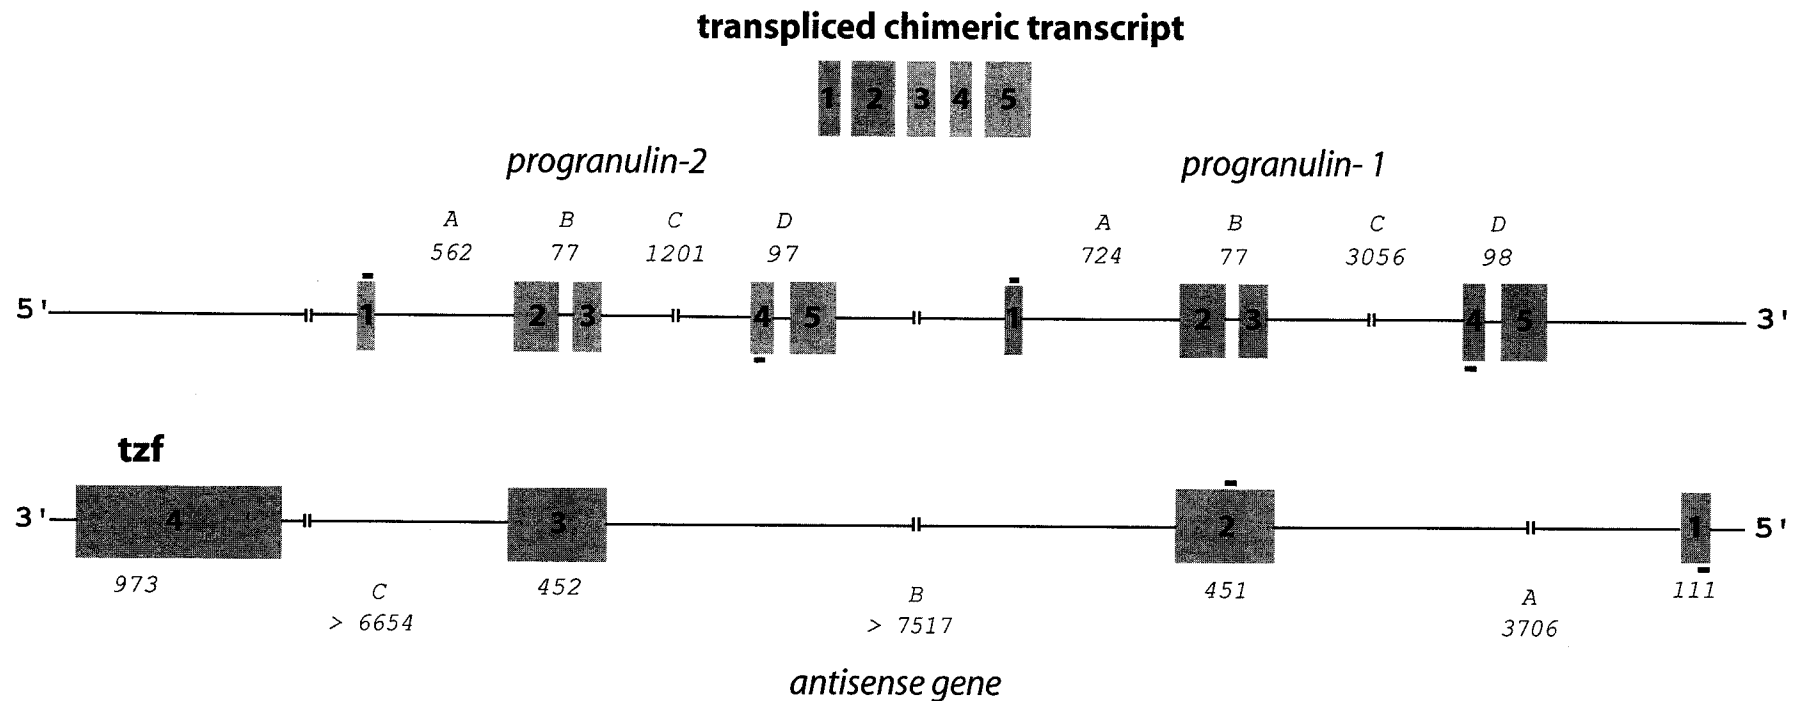 transpliced chimeric transcript
1 2 3 4 5
progranulin-2 progranulin- 1
A B C D A B C D
562 77 1201 97 724 77 3056 98
5' 1 2 3 4 5 1 2 3 4 5 3'
tzf
3' 4 3 2 1 5'
973 452 451 111
C B A
> 6654 > 7517 3706
antisense gene